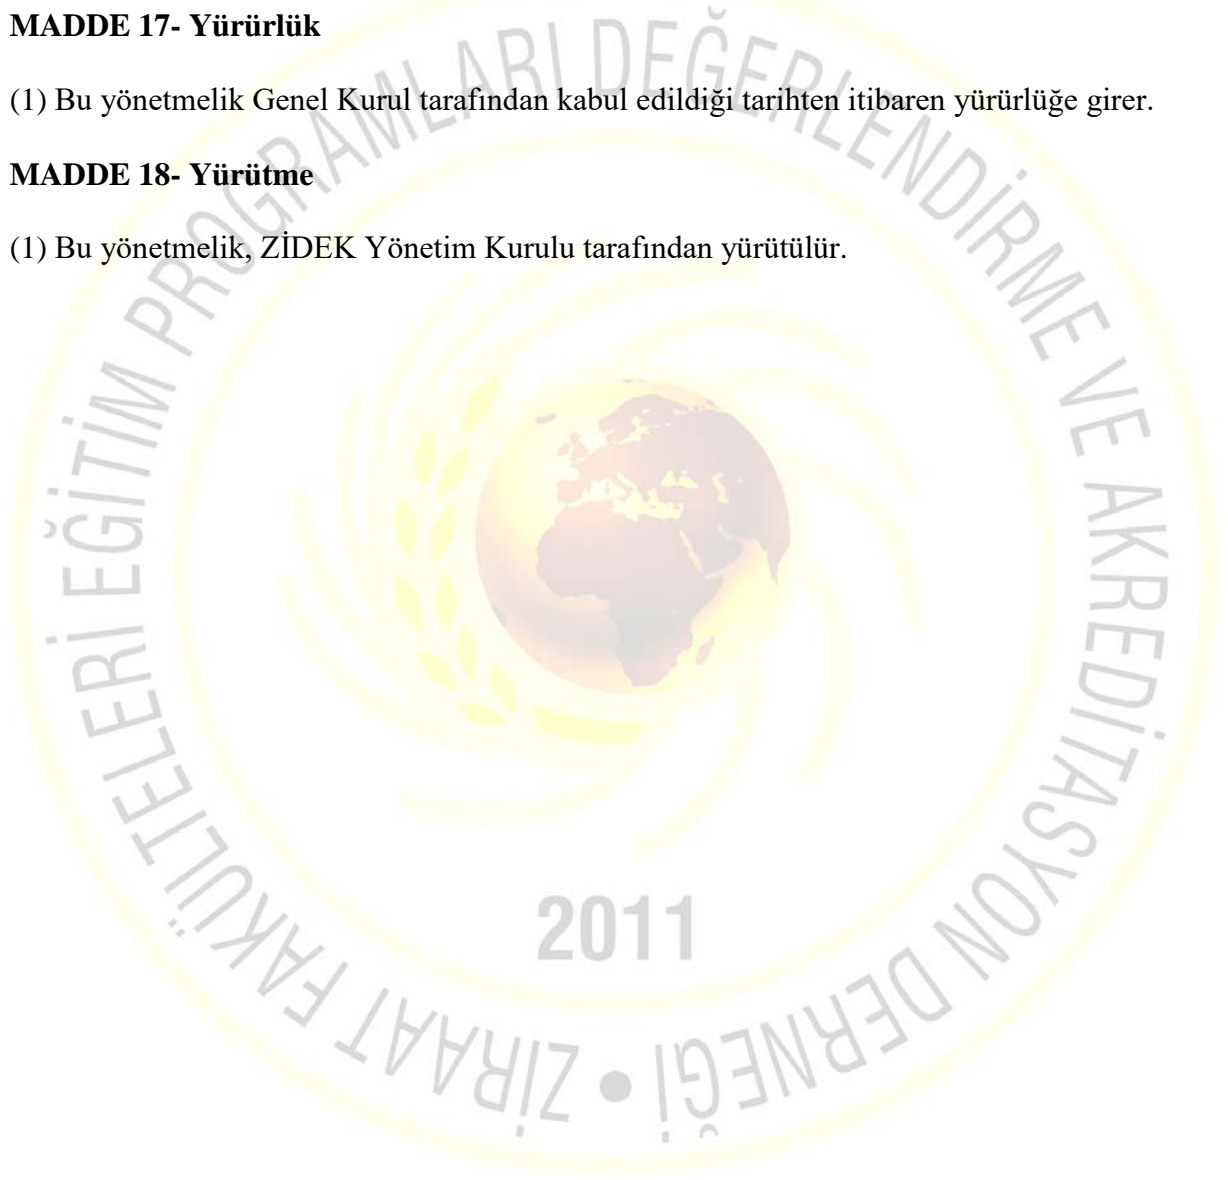 MADDE 17- Yürürlük
(1) Bu yönetmelik Genel Kurul tarafından kabul edildiği tarihten itibaren yürürlüğe girer.
MADDE 18- Yürütme
(1) Bu yönetmelik, ZİDEK Yönetim Kurulu tarafından yürütülür.
ZİRAAT FAKÜLTELERİ EĞİTİM PROGRAMLARI DEĞERLENDİRME VE AKREDİTASYON DERNEĞİ •
2011